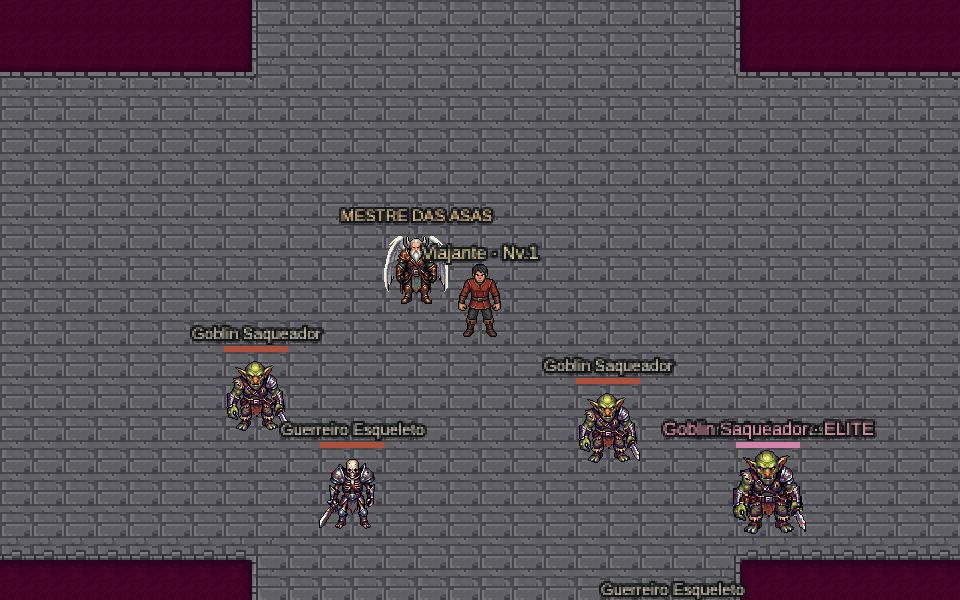 MESTRE DAS ASAS
Viajante - Nv.1
Goblin Saqueador
Goblin Saqueador
Guerreiro Esqueleto
Goblin Saqueador - ELITE
Guerreiro Esqueleto